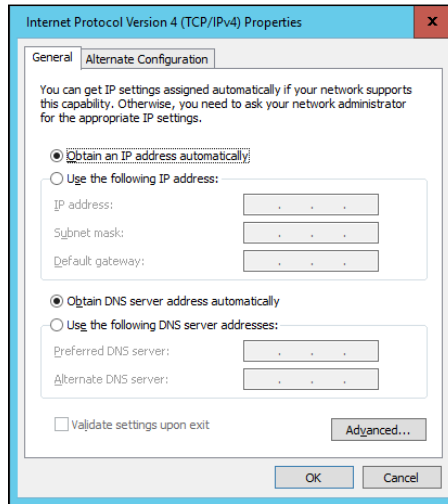 Internet Protocol Version 4 (TCP/IPv4) Properties
x
General
Alternate Configuration
You can get IP settings assigned automatically if your network supports
this capability. Otherwise, you need to ask your network administrator
for the appropriate IP settings.
Obtain an IP address automatically
Use the following IP address:
IP address:
. . .
Subnet mask:
. . .
Default gateway:
. . .
Obtain DNS server address automatically
Use the following DNS server addresses:
Preferred DNS server:
. . .
Alternate DNS server:
. . .
Validate settings upon exit
Advanced...
OK
Cancel